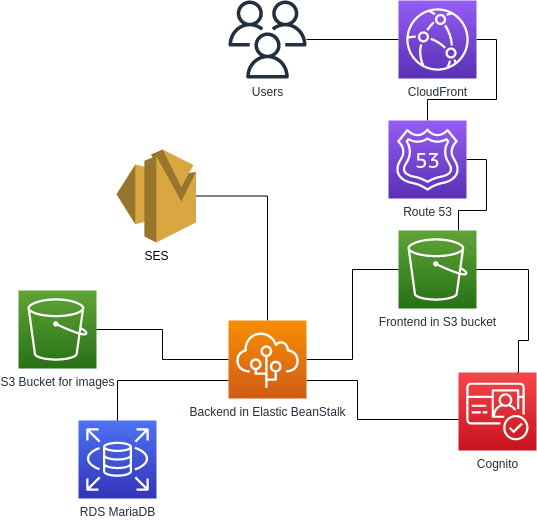 Users
CloudFront
53
Route 53
SES
Frontend in S3 bucket
S3 Bucket for images
Backend in Elastic BeanStalk
Cognito
RDS MariaDB